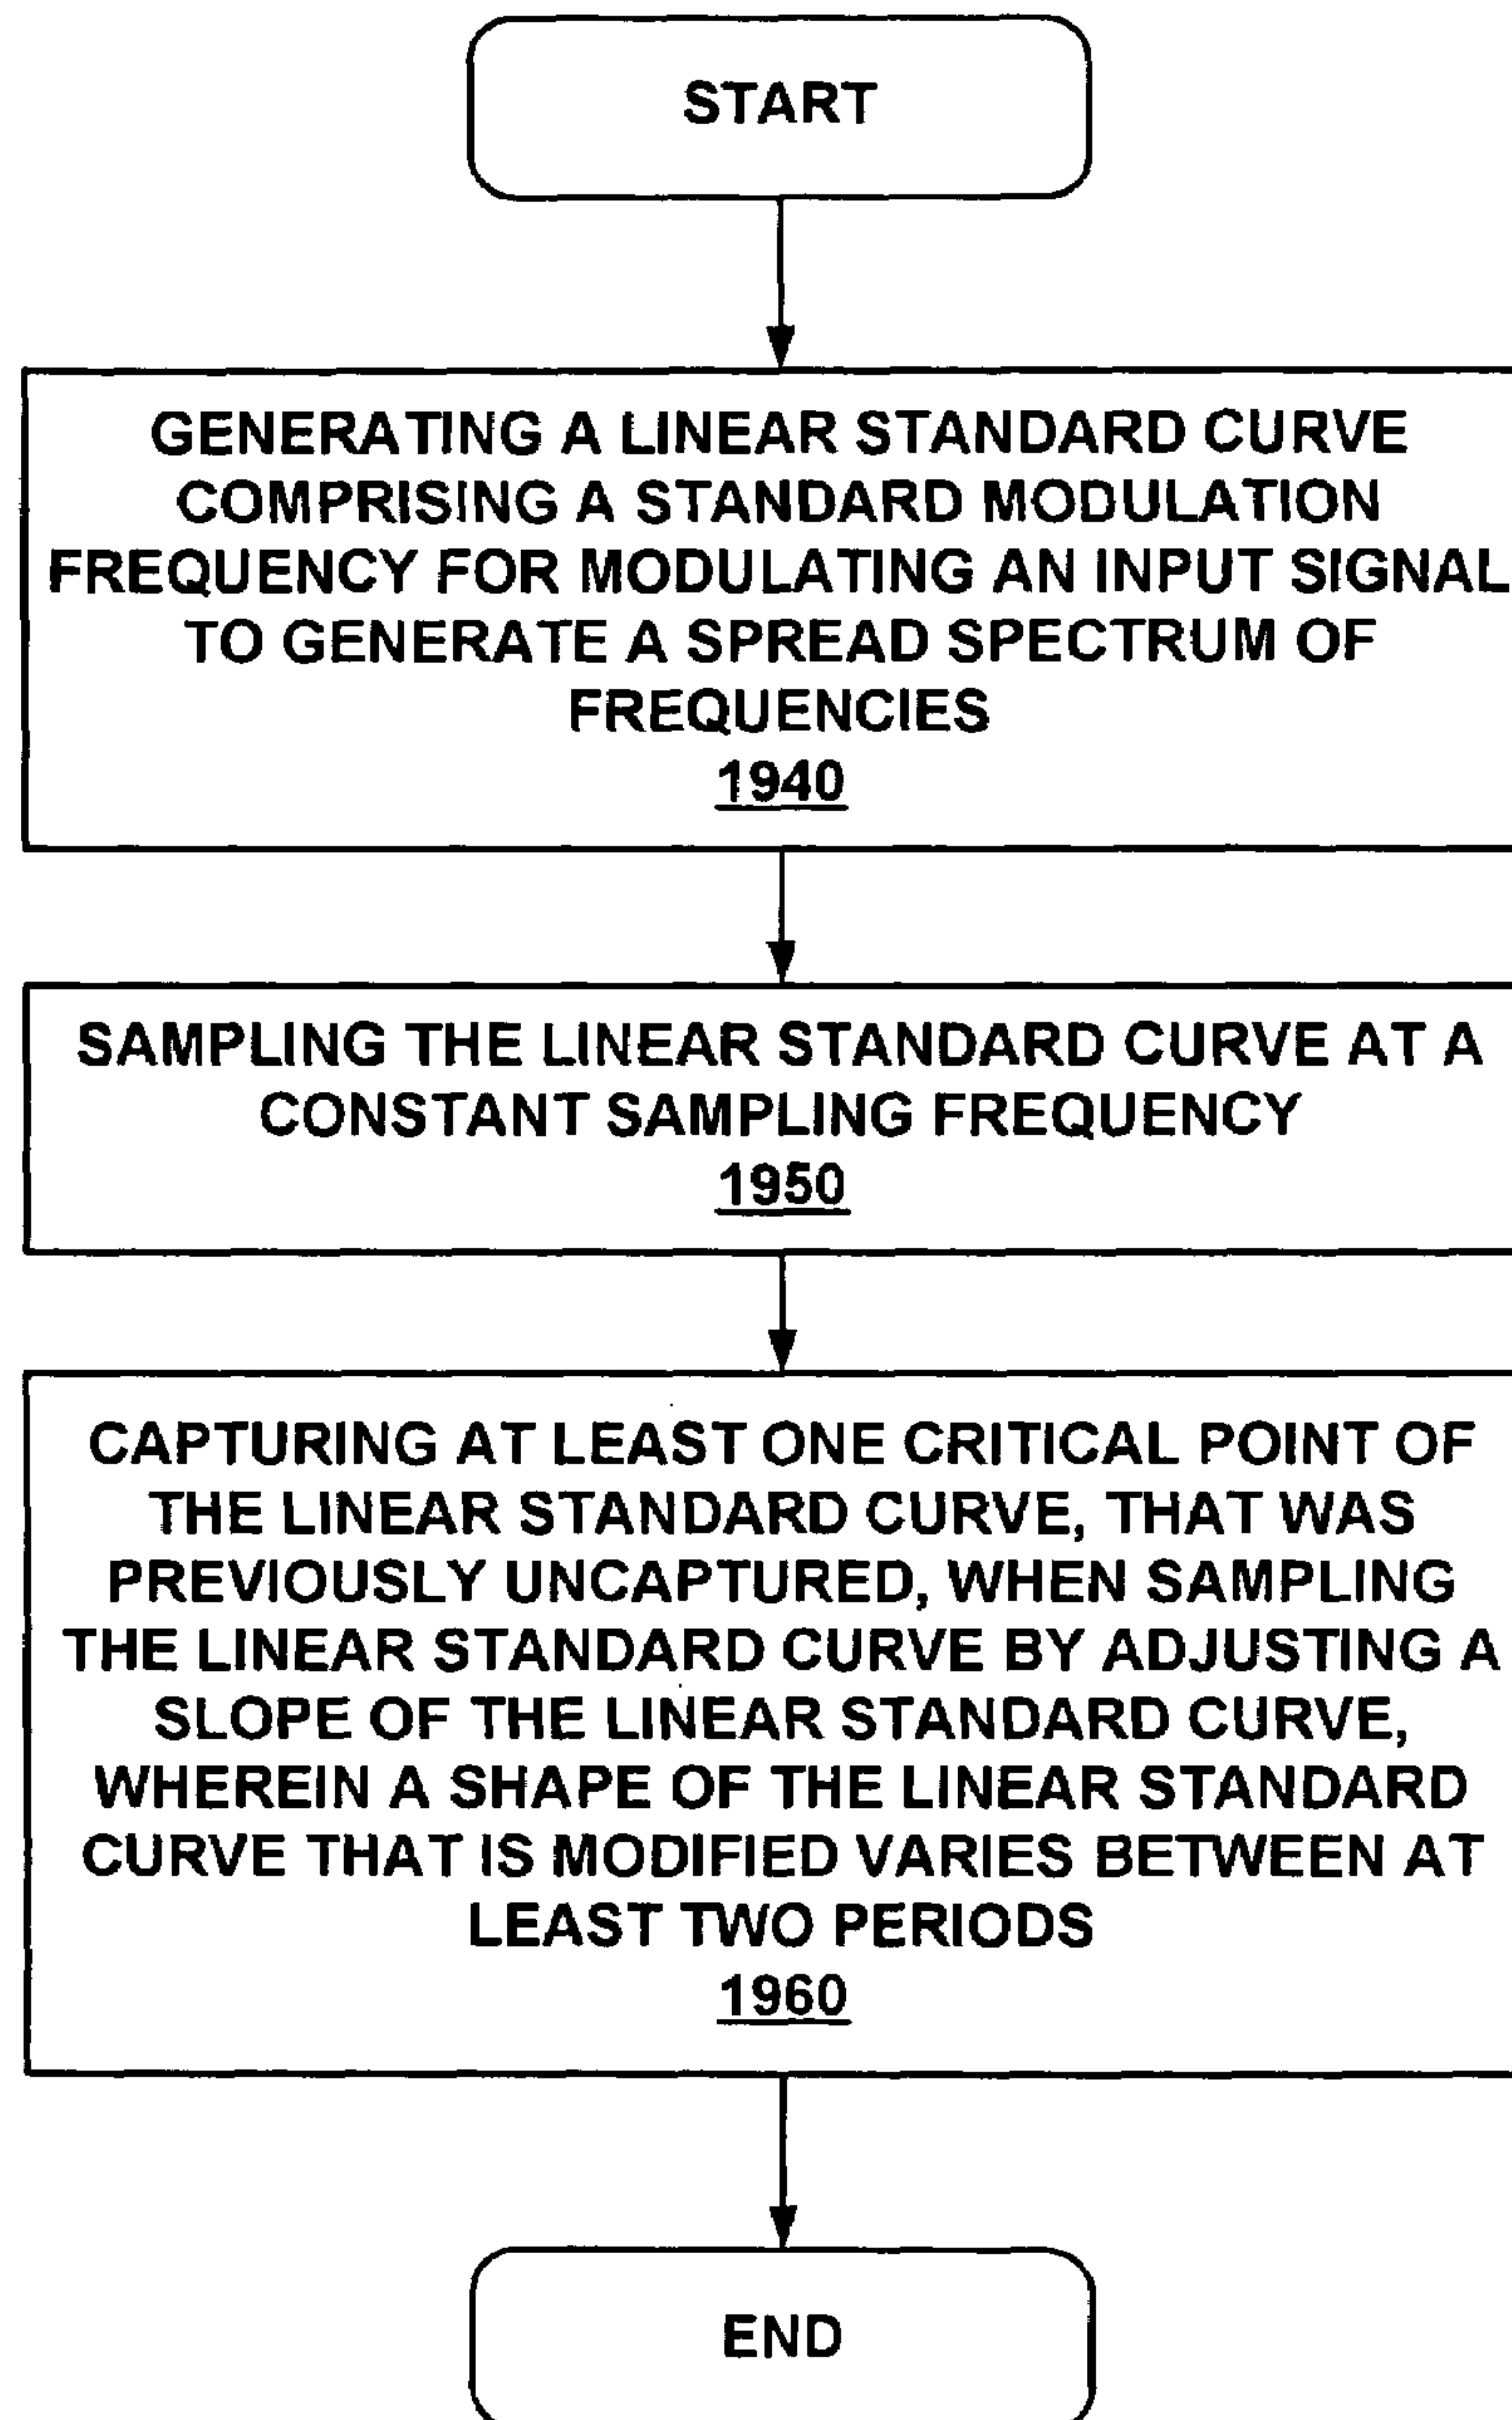 START
GENERATING A LINEAR STANDARD CURVE
COMPRISING A STANDARD MODULATION
FREQUENCY FOR MODULATING AN INPUT SIGNAL
TO GENERATE A SPREAD SPECTRUM OF
FREQUENCIES
1940
SAMPLING THE LINEAR STANDARD CURVE AT A
CONSTANT SAMPLING FREQUENCY
1950
CAPTURING AT LEAST ONE CRITICAL POINT OF
THE LINEAR STANDARD CURVE, THAT WAS
PREVIOUSLY UNCAPTURED, WHEN SAMPLING
THE LINEAR STANDARD CURVE BY ADJUSTING A
SLOPE OF THE LINEAR STANDARD CURVE,
WHEREIN A SHAPE OF THE LINEAR STANDARD
CURVE THAT IS MODIFIED VARIES BETWEEN AT
LEAST TWO PERIODS
1960
END